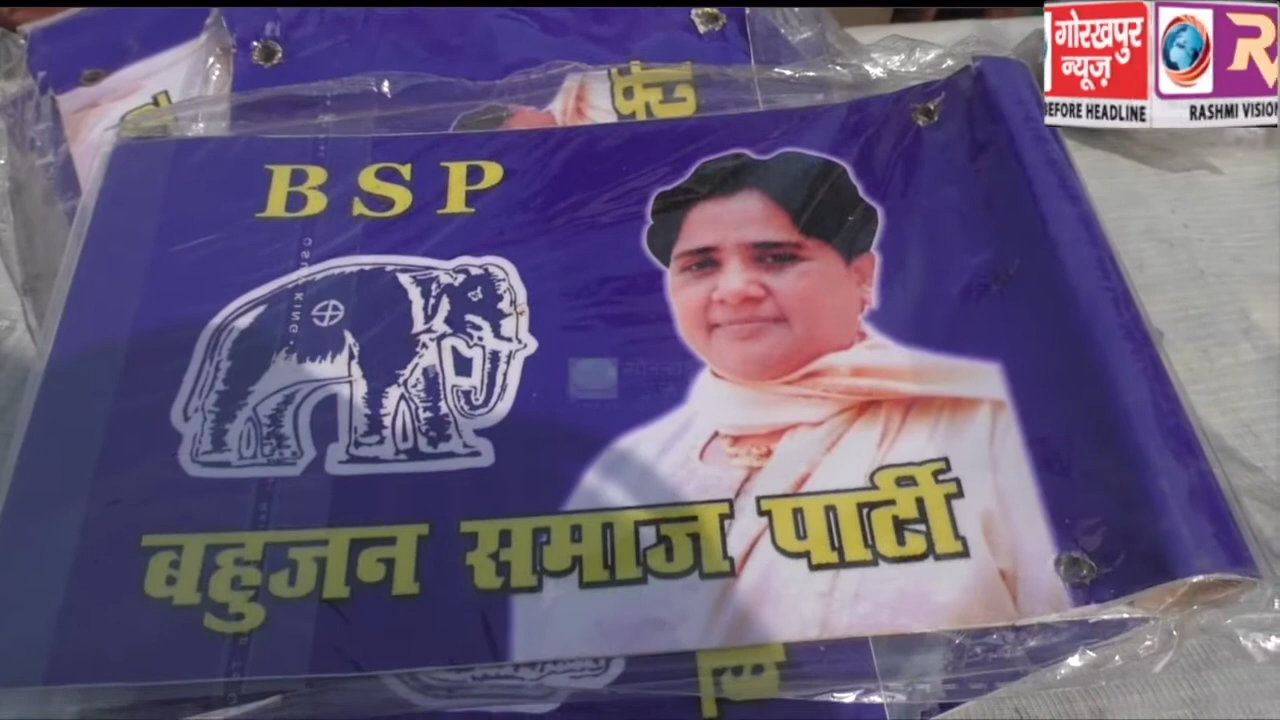 गोरखपुर
न्यूज़
BEFORE HEADLINE
R
RASHMI VISION
BSP
बहुजन समाज पार्टी